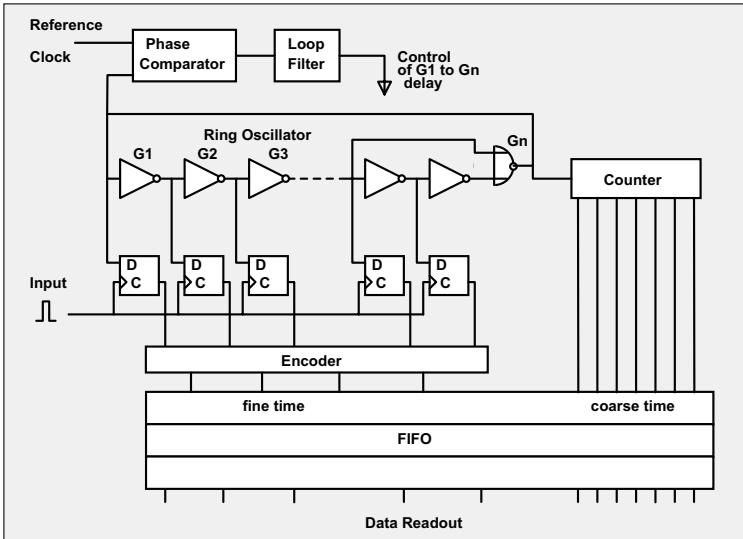 Reference
Clock
Phase
Comparator
Loop
Filter
Control
of G1 to Gn
delay
Ring Oscillator
G1
G2
G3
Gn
Counter
D
C
D
C
D
C
D
C
D
C
Input
Encoder
fine time
coarse time
FIFO
Data Readout